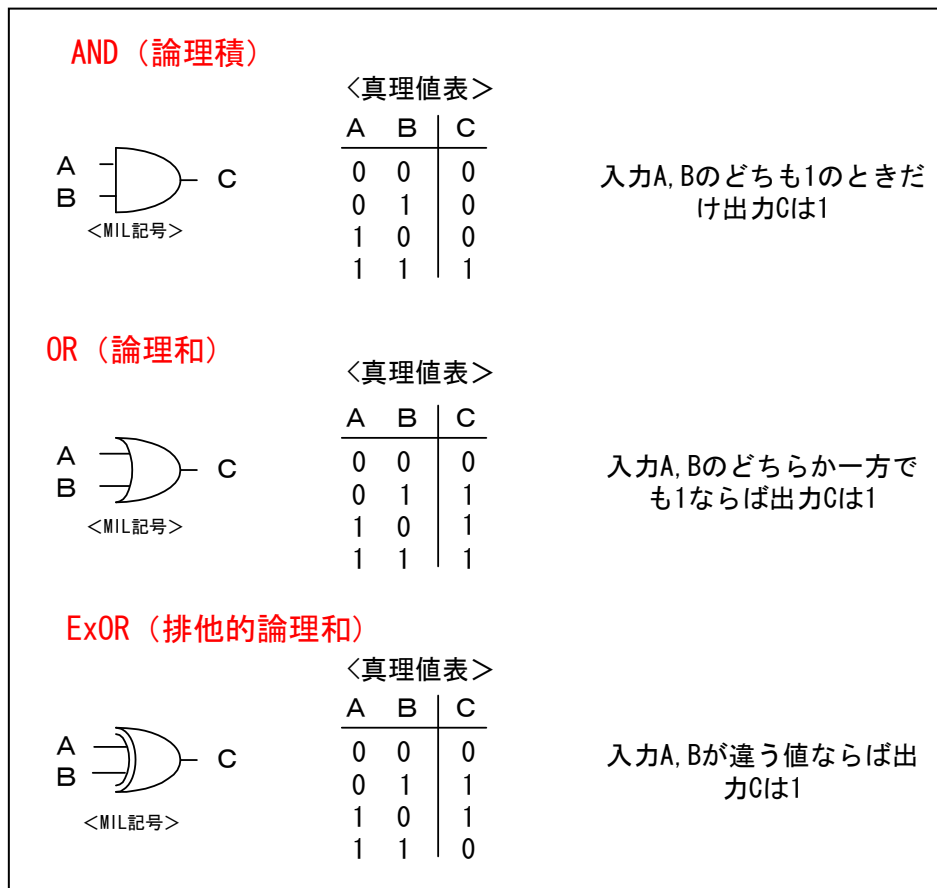 AND (論理積)
<真理値表>
A B C
0 0 0
0 1 0
1 0 0
1 1 1
A
B
C
<MIL記号>
入力A,Bのどちも1のときだ
け出力Cは1
OR (論理和)
<真理値表>
A B C
0 0 0
0 1 1
1 0 1
1 1 1
A
B
C
<MIL記号>
入力A,Bのどちらか一方で
も1ならば出力Cは1
ExOR (排他的論理和)
<真理値表>
A B C
0 0 0
0 1 1
1 0 1
1 1 0
A
B
C
<MIL記号>
入力A,Bが違う値ならば出
力Cは1